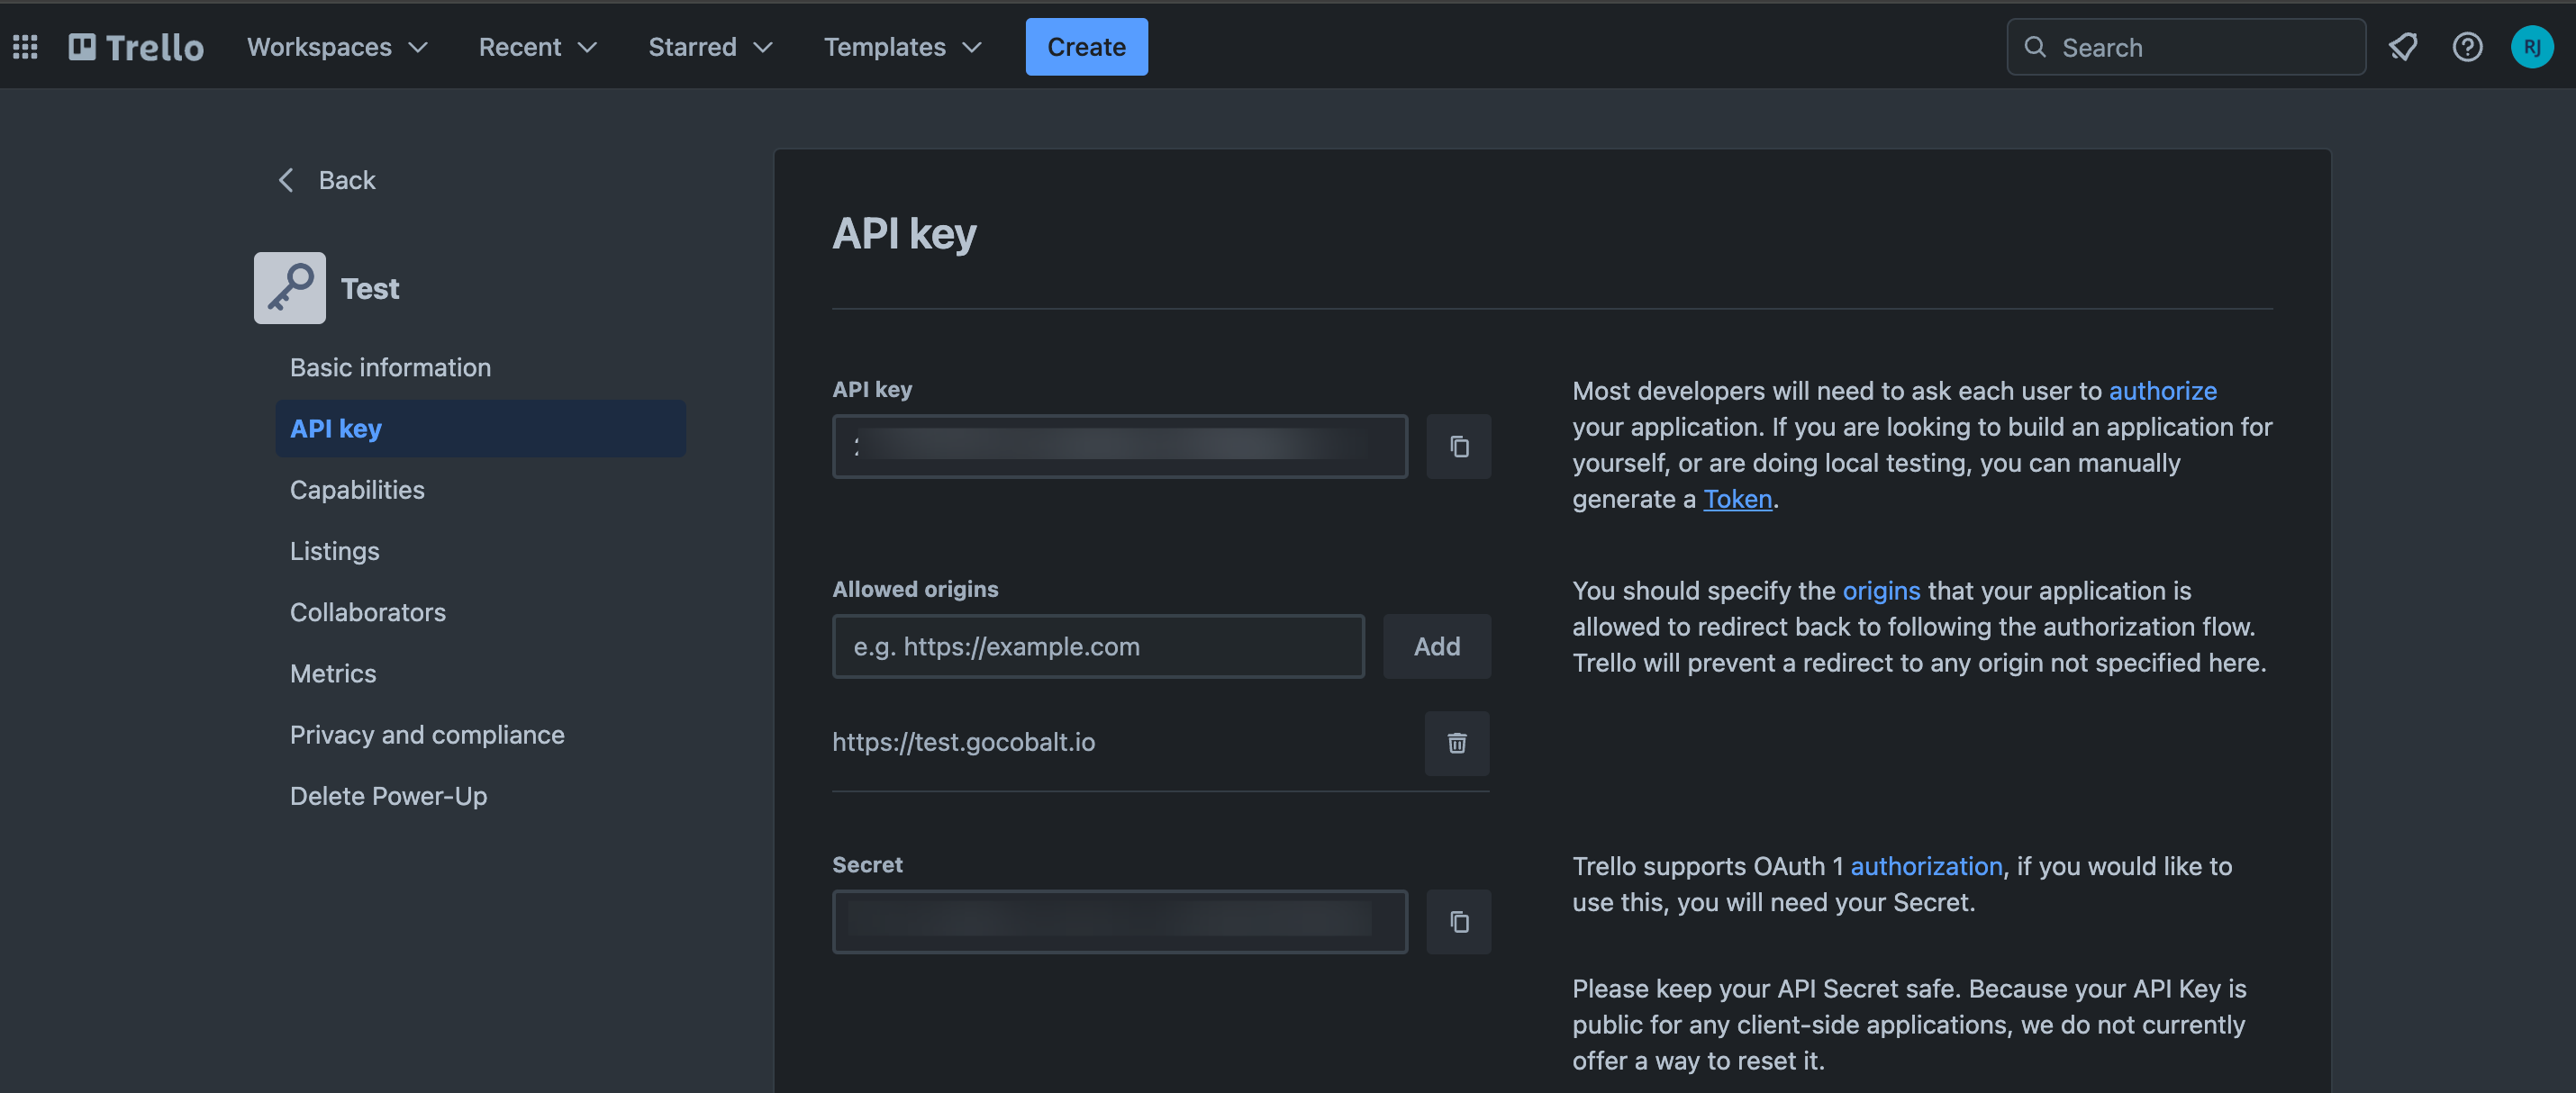 Trello
Workspaces
Recent
Starred
Templates
Create
Search
RJ
Back
Test
Basic information
API key
Capabilities
Listings
Collaborators
Metrics
Privacy and compliance
Delete Power-Up
API key
API key
Most developers will need to ask each user to authorize
your application. If you are looking to build an application for
yourself, or are doing local testing, you can manually
generate a Token.
Allowed origins
e.g. https://example.com
Add
https://test.gocobalt.io
You should specify the origins that your application is
allowed to redirect back to following the authorization flow.
Trello will prevent a redirect to any origin not specified here.
Secret
Trello supports OAuth 1 authorization, if you would like to
use this, you will need your Secret.
Please keep your API Secret safe. Because your API Key is
public for any client-side applications, we do not currently
offer a way to reset it.